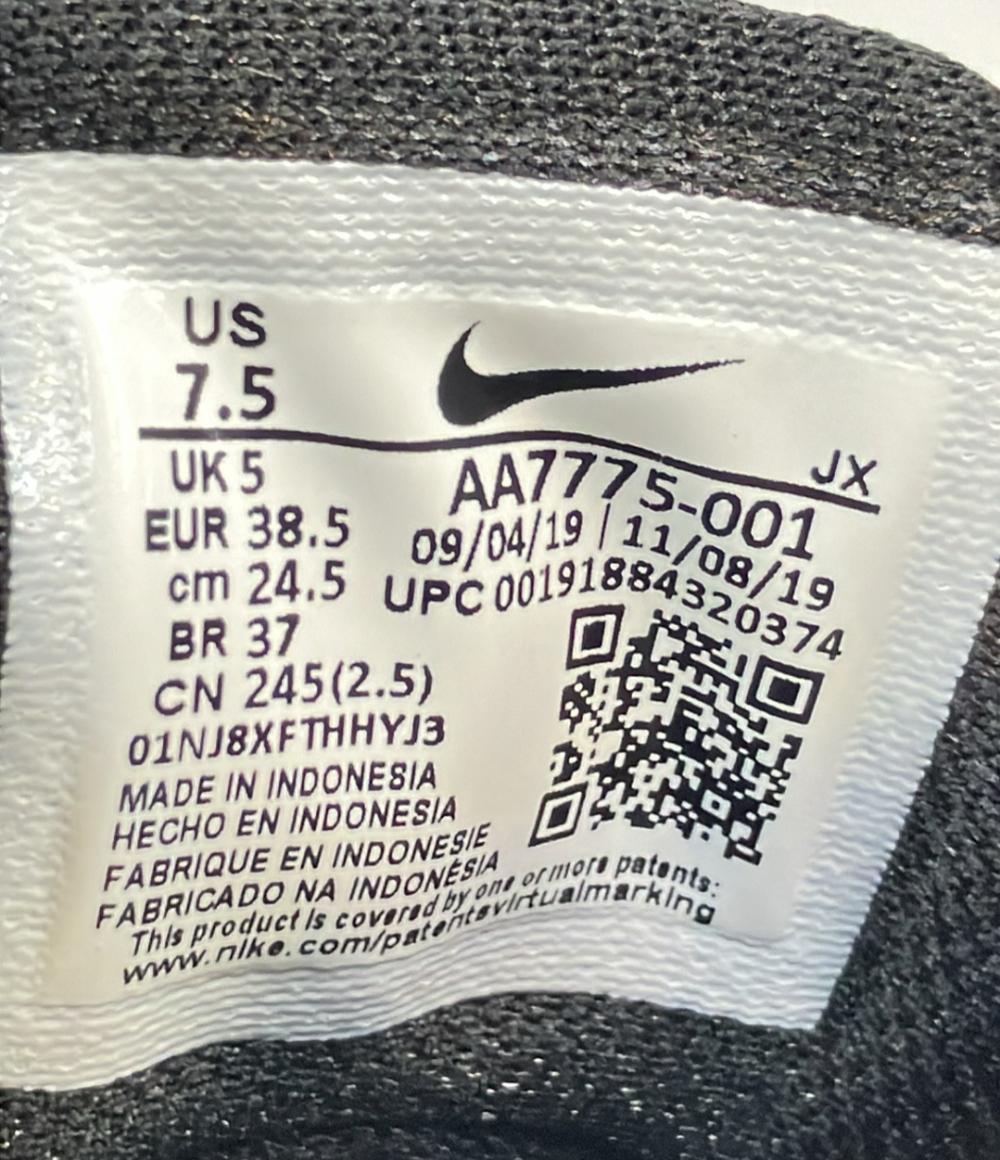 US
7.5
JX
UK 5
EUR 38.5
cm 24.5
BR 37
CN 245(2.5)
AA7775-001
09/04/19 | 11/08/19
UPC 00191884320374
01NJ8XFTHHYJ3
MADE IN INDONESIA
HECHO EN INDONESIA
FABRIQUE EN INDONESIE
FABRICADO NA INDONÉSIA
This product is covered by one or more patents:
www.nike.com/patentsvirtualmarking